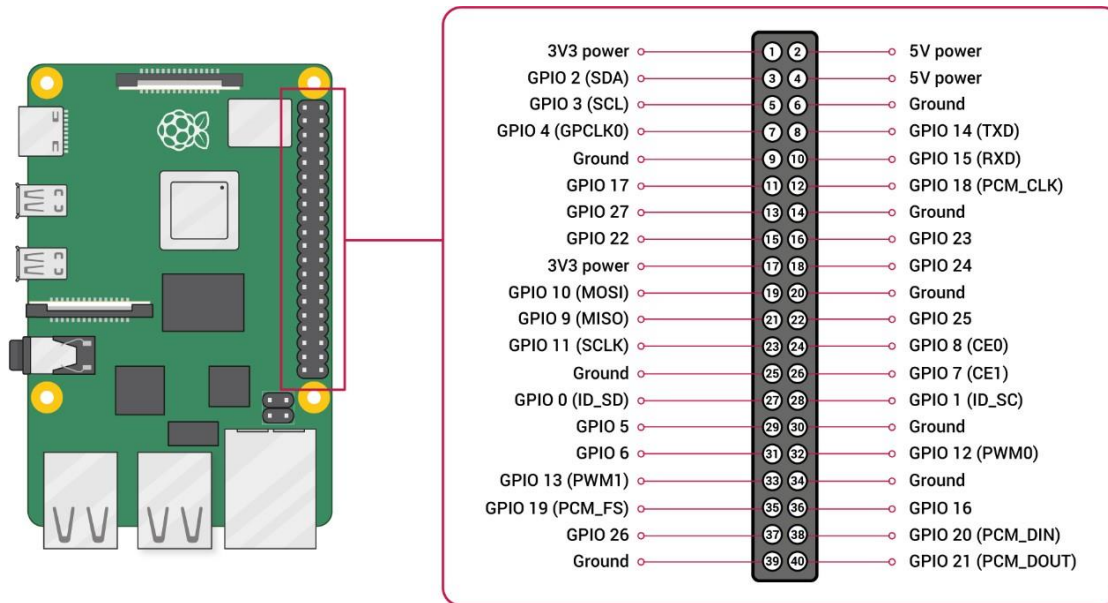 3V3 power 1 2 5V power
GPIO 2 (SDA) 3 4 5V power
GPIO 3 (SCL) 5 6 Ground
GPIO 4 (GPCLK0) 7 8 GPIO 14 (TXD)
Ground 9 10 GPIO 15 (RXD)
GPIO 17 11 12 GPIO 18 (PCM_CLK)
GPIO 27 13 14 Ground
GPIO 22 15 16 GPIO 23
3V3 power 17 18 GPIO 24
GPIO 10 (MOSI) 19 20 Ground
GPIO 9 (MISO) 21 22 GPIO 25
GPIO 11 (SCLK) 23 24 GPIO 8 (CE0)
Ground 25 26 GPIO 7 (CE1)
GPIO 0 (ID_SD) 27 28 GPIO 1 (ID_SC)
GPIO 5 29 30 Ground
GPIO 6 31 32 GPIO 12 (PWM0)
GPIO 13 (PWM1) 33 34 Ground
GPIO 19 (PCM_FS) 35 36 GPIO 16
GPIO 26 37 38 GPIO 20 (PCM_DIN)
Ground 39 40 GPIO 21 (PCM_DOUT)